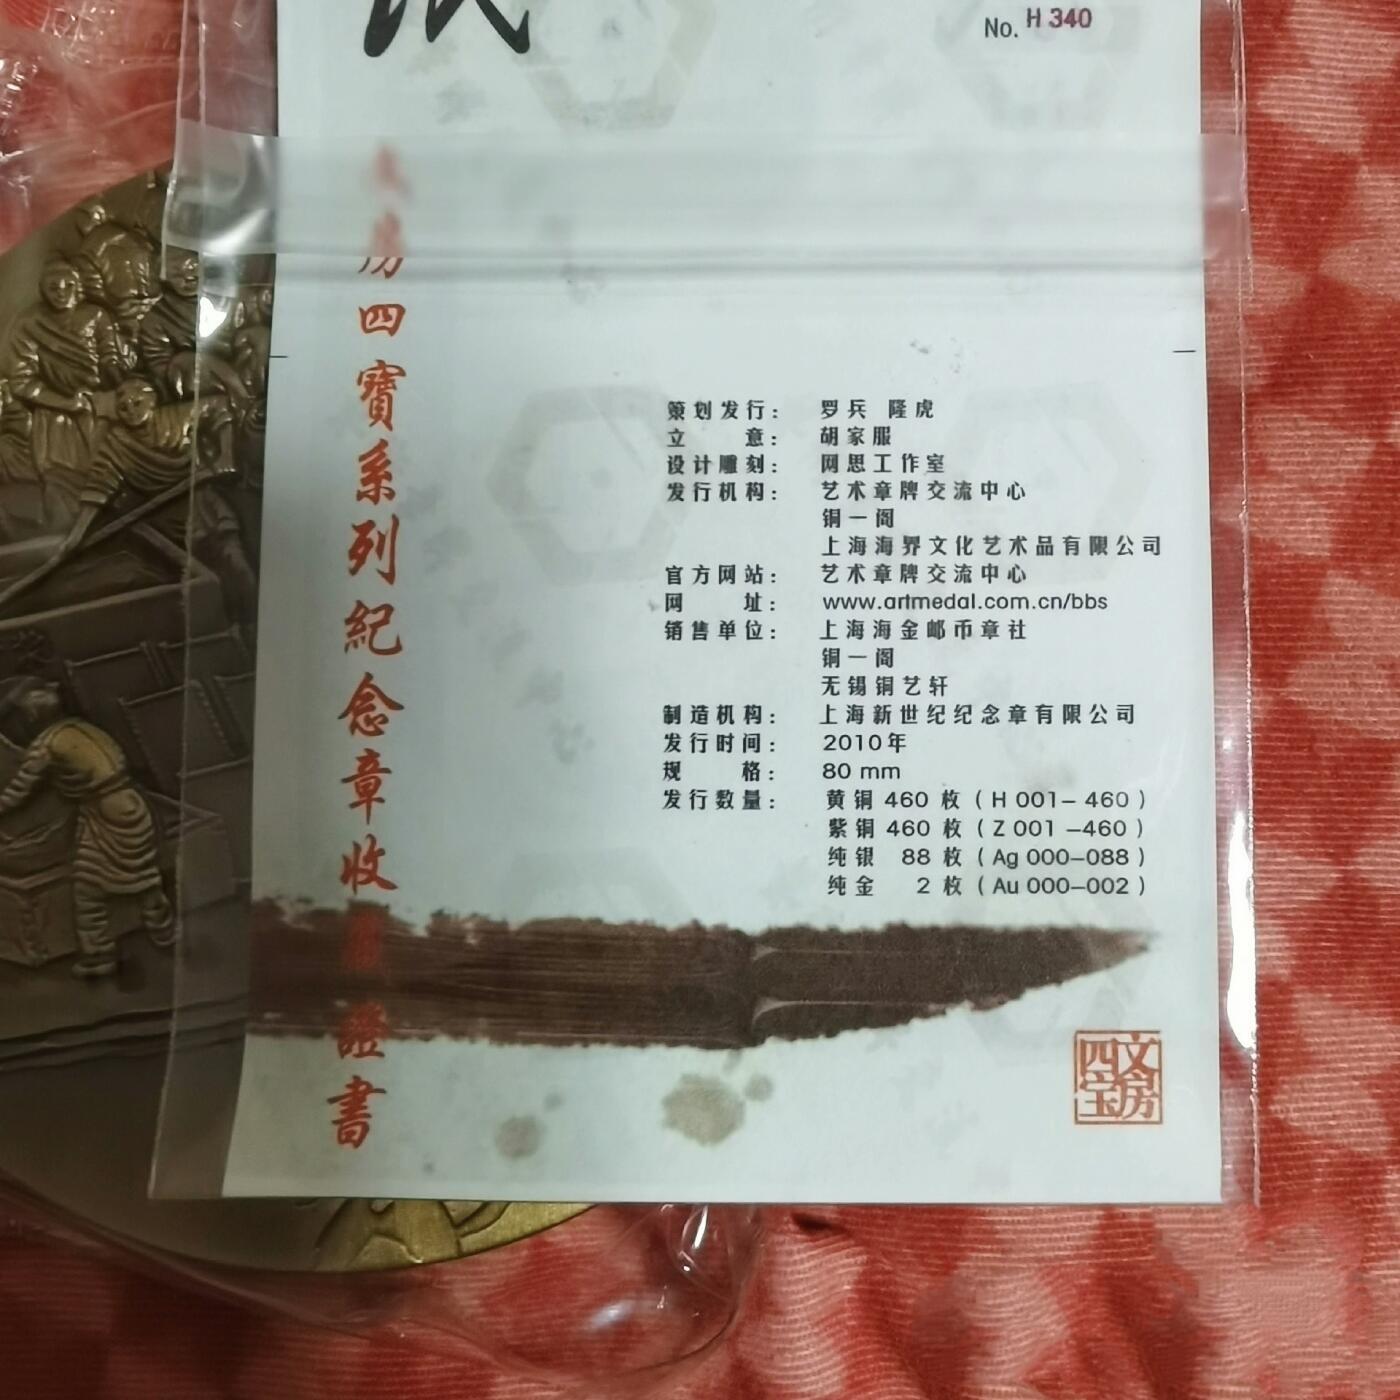 No. H 340
房四寶系列紀念章收藏證書
策划发行： 罗兵 隆虎
立 意： 胡家服
设计雕刻： 网思工作室
发行机构： 艺术章牌交流中心
铜一阁
上海海界文化艺术品有限公司
官方网站： 艺术章牌交流中心
网 址： www.artmedal.com.cn/bbs
销售单位： 上海海金邮币章社
铜一阁
无锡铜艺轩
制造机构： 上海新世纪纪念章有限公司
发行时间： 2010年
规 格： 80 mm
发行数量： 黄铜 460 枚（H 001-460）
紫铜 460 枚（Z 001-460）
纯银 88 枚（Ag 000-088）
纯金 2 枚（Au 000-002）
文房四宝